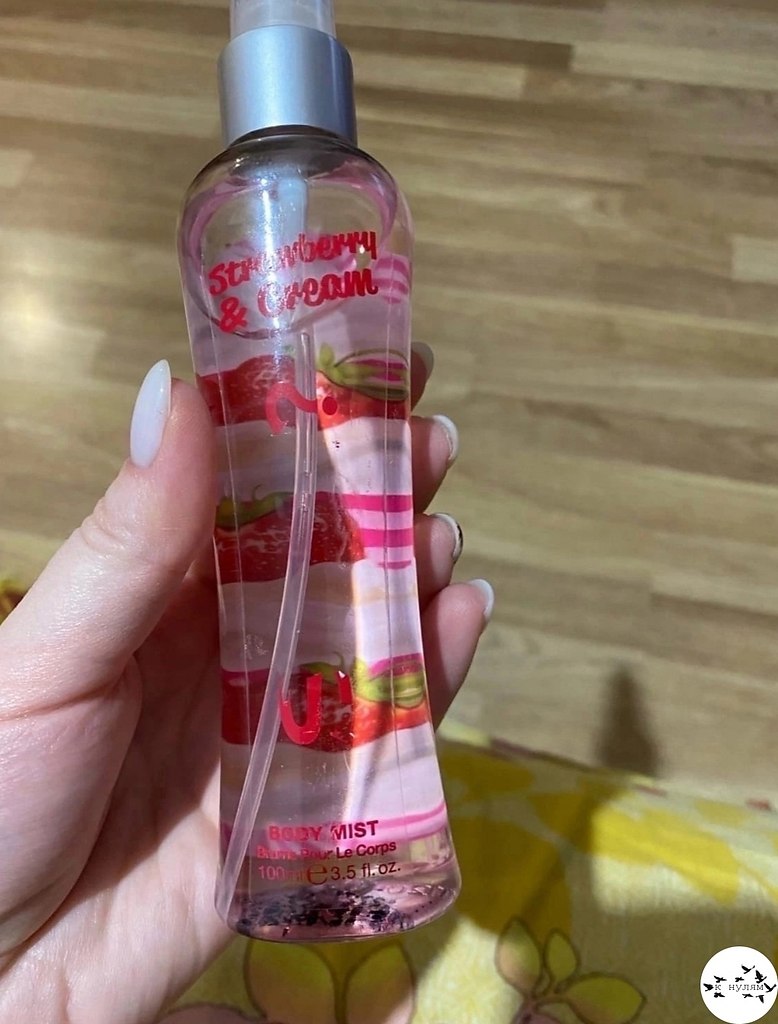 Strawberry
& Cream
BODY MIST
Brume Pour Le Corps
100ml e 3.5 fl. oz.
к нулям